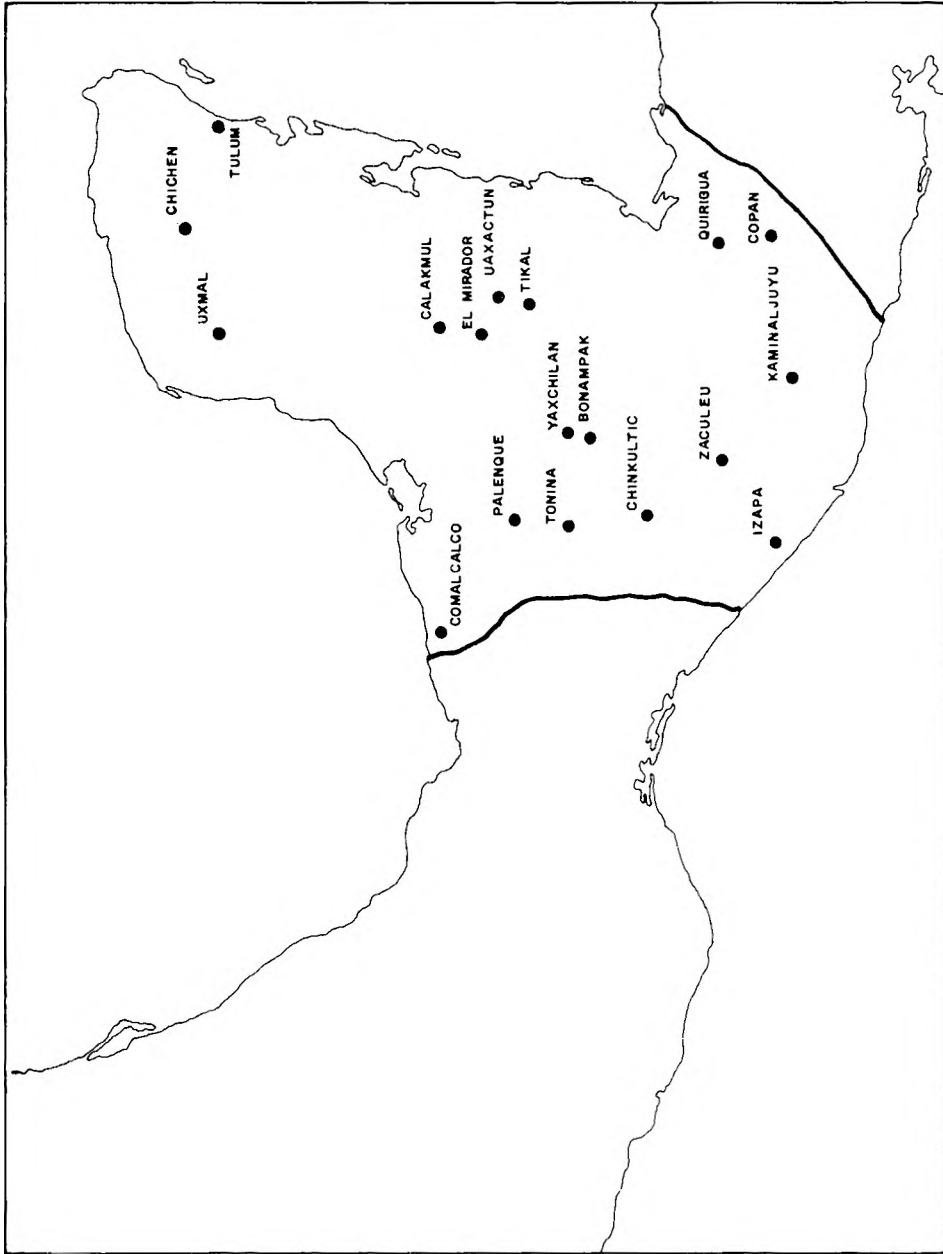 CHICHEN
UXMAL
TULUM
CALAKMUL
EL MIRADOR
UAXACTUN
TIKAL
COMALCALCO
PALENQUE
YAXCHILAN
TONINA
BONAMPAK
CHINKULTIC
QUIRIGUA
ZACULEU
COPAN
IZAPA
KAMINALJUYU